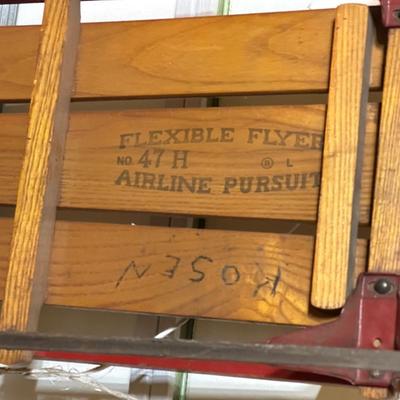 FLEXIBLE FLYER
NO. 47 H ® L
AIRLINE PURSUIT
ROSEN